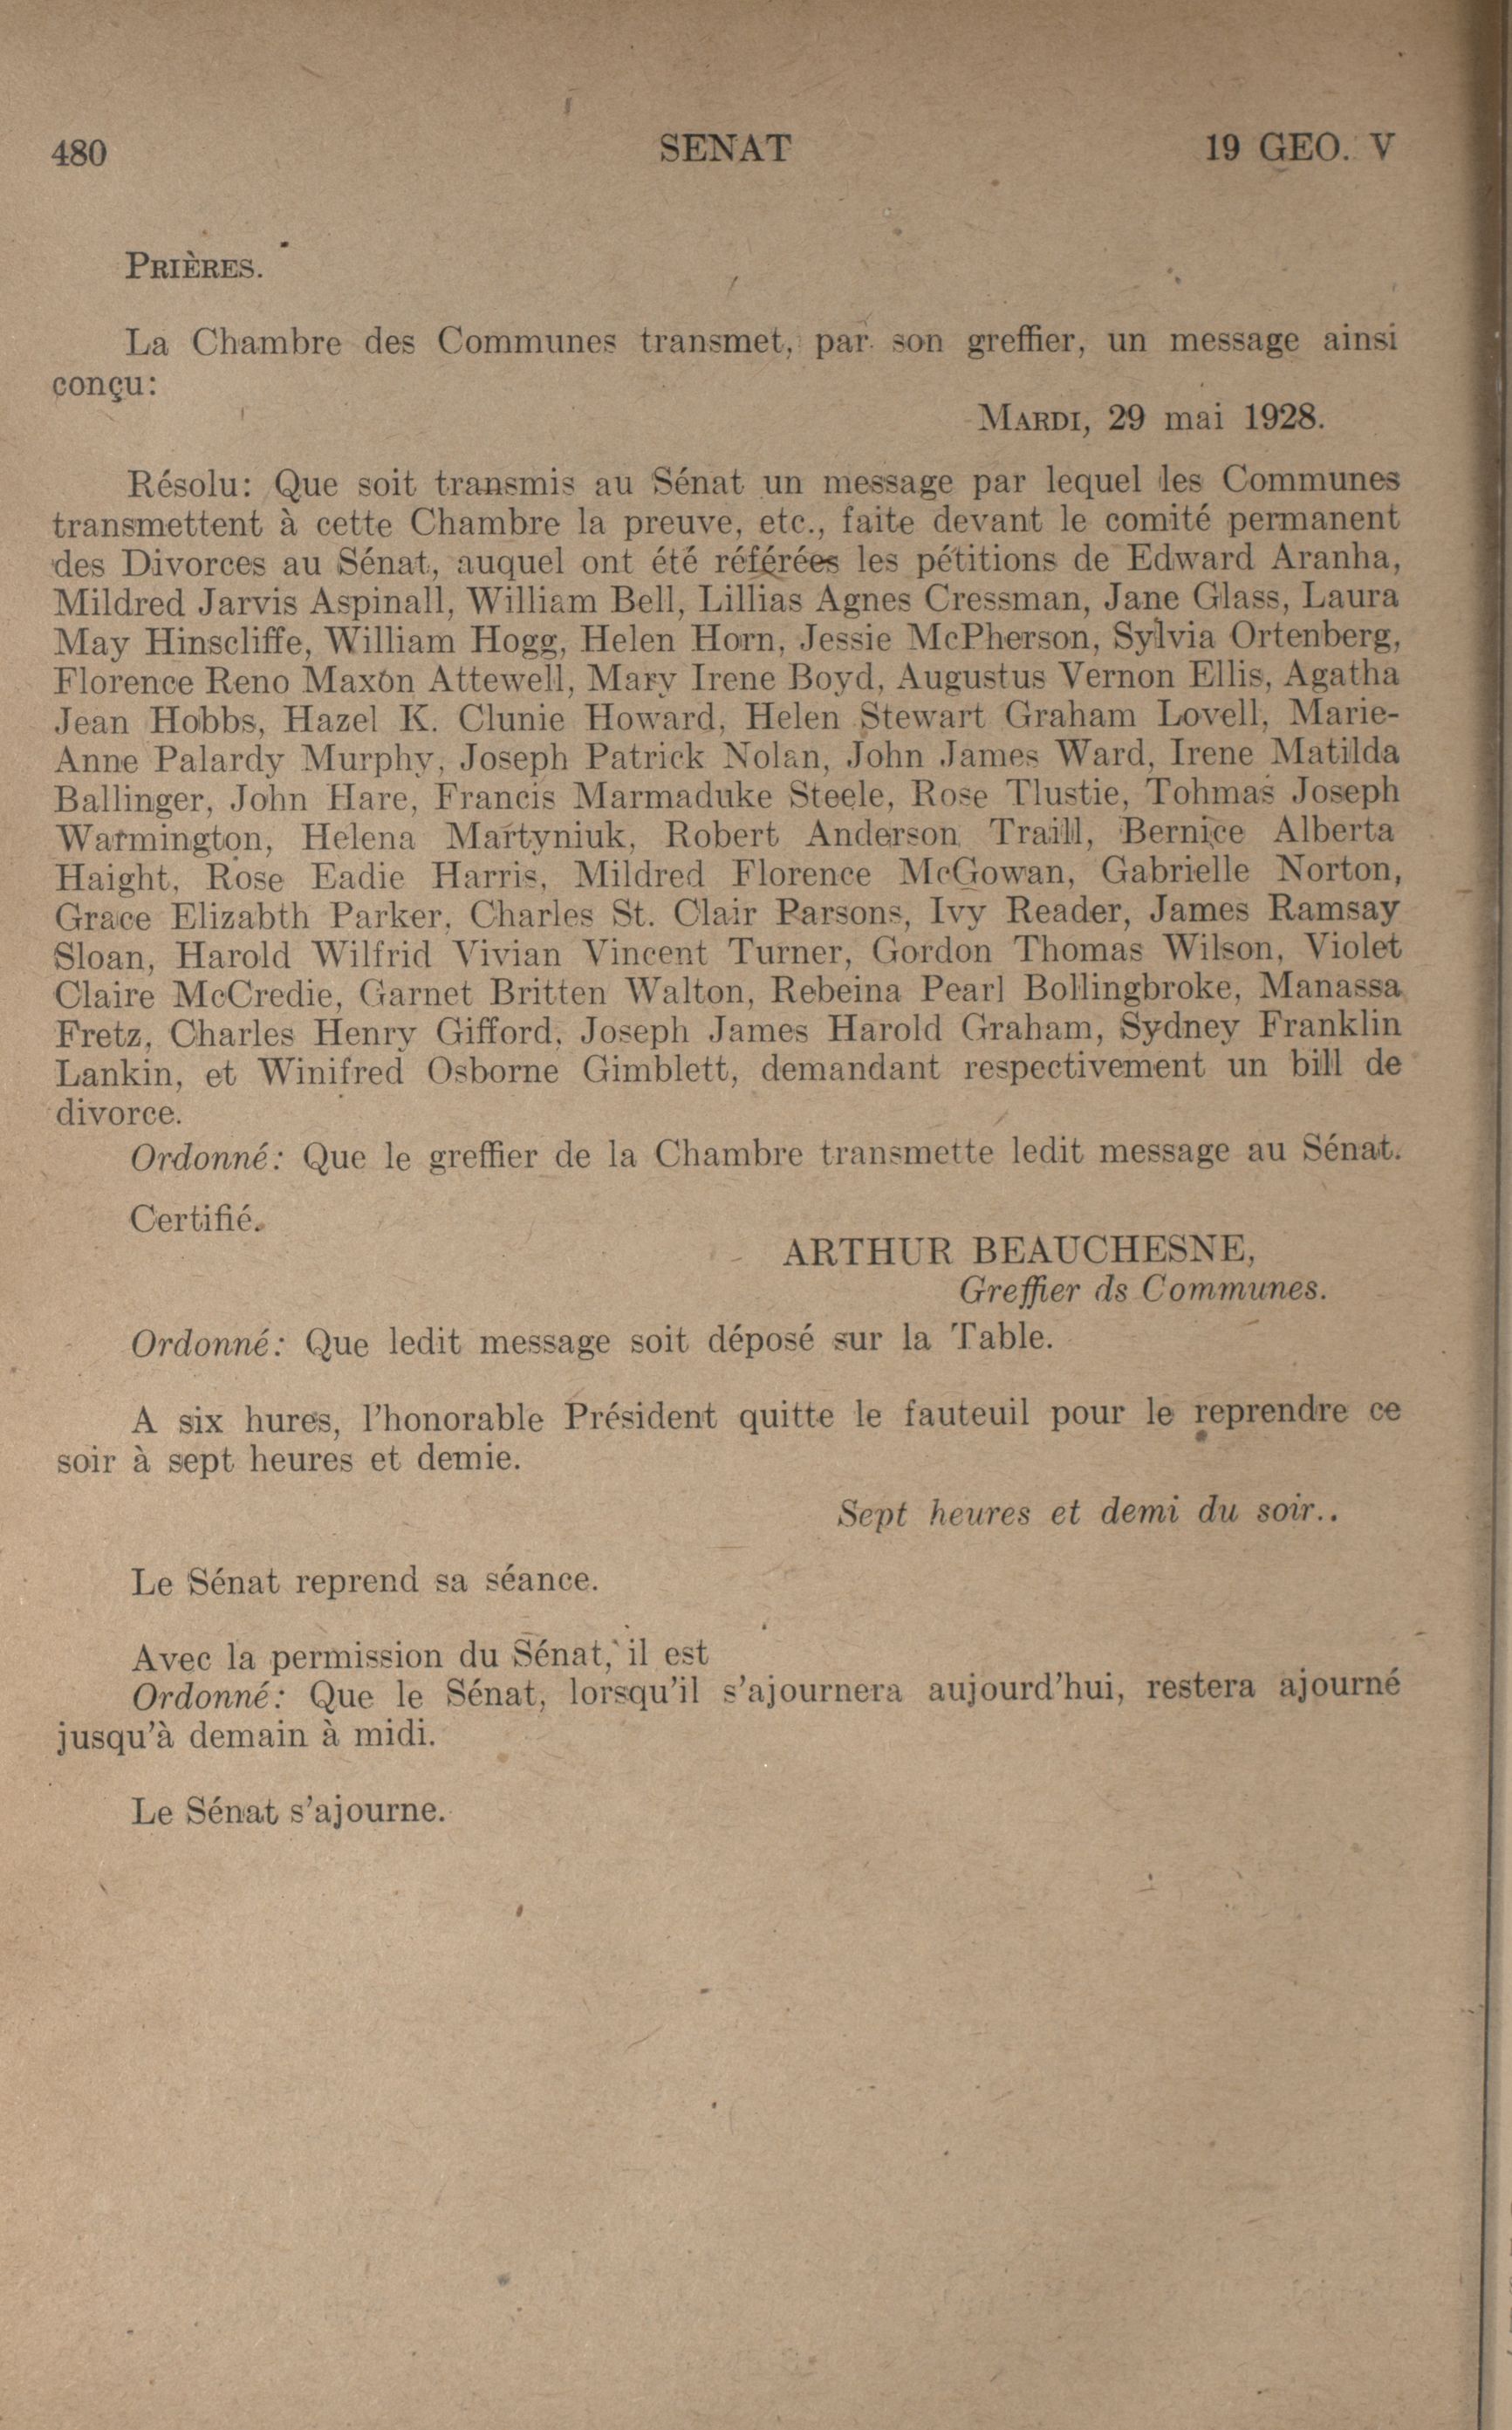 480 SENAT 19 GEO. V
PRIÈRES.
La Chambre des Communes transmet, par son greffier, un message ainsi
conçu:
MARDI, 29 mai 1928.
Résolu: Que soit transmis au Sénat un message par lequel les Communes
transmettent à cette Chambre la preuve, etc., faite devant le comité permanent
des Divorces au Sénat, auquel ont été référées les pétitions de Edward Aranha,
Mildred Jarvis Aspinall, William Bell, Lillias Agnes Cressman, Jane Glass, Laura
May Hinscliffe, William Hogg, Helen Horn, Jessie McPherson, Sylvia Ortenberg,
Florence Reno Maxon Attewell, Mary Irene Boyd, Augustus Vernon Ellis, Agatha
Jean Hobbs, Hazel K. Clunie Howard, Helen Stewart Graham Lovell, Marie-
Anne Palardy Murphy, Joseph Patrick Nolan, John James Ward, Irene Matilda
Ballinger, John Hare, Francis Marmaduke Steele, Rose Tlustie, Tohmas Joseph
Warmington, Helena Martyniuk, Robert Anderson Traill, Bernice Alberta
Haight, Rose Eadie Harris, Mildred Florence McGowan, Gabrielle Norton,
Grace Elizabth Parker, Charles St. Clair Parsons, Ivy Reader, James Ramsay
Sloan, Harold Wilfrid Vivian Vincent Turner, Gordon Thomas Wilson, Violet
Claire McCredie, Garnet Britten Walton, Rebeina Pearl Bollingbroke, Manassa
Fretz, Charles Henry Gifford, Joseph James Harold Graham, Sydney Franklin
Lankin, et Winifred Osborne Gimblett, demandant respectivement un bill de
divorce.
Ordonné: Que le greffier de la Chambre transmette ledit message au Sénat.
Certifié.
ARTHUR BEAUCHESNE,
Greffier ds Communes.
Ordonné: Que ledit message soit déposé sur la Table.
A six hures, l'honorable Président quitte le fauteuil pour le reprendre ce
soir à sept heures et demie.
Sept heures et demi du soir..
Le Sénat reprend sa séance.
Avec la permission du Sénat, il est
Ordonné: Que le Sénat, lorsqu'il s'ajournera aujourd'hui, restera ajourné
jusqu'à demain à midi.
Le Sénat s'ajourne.